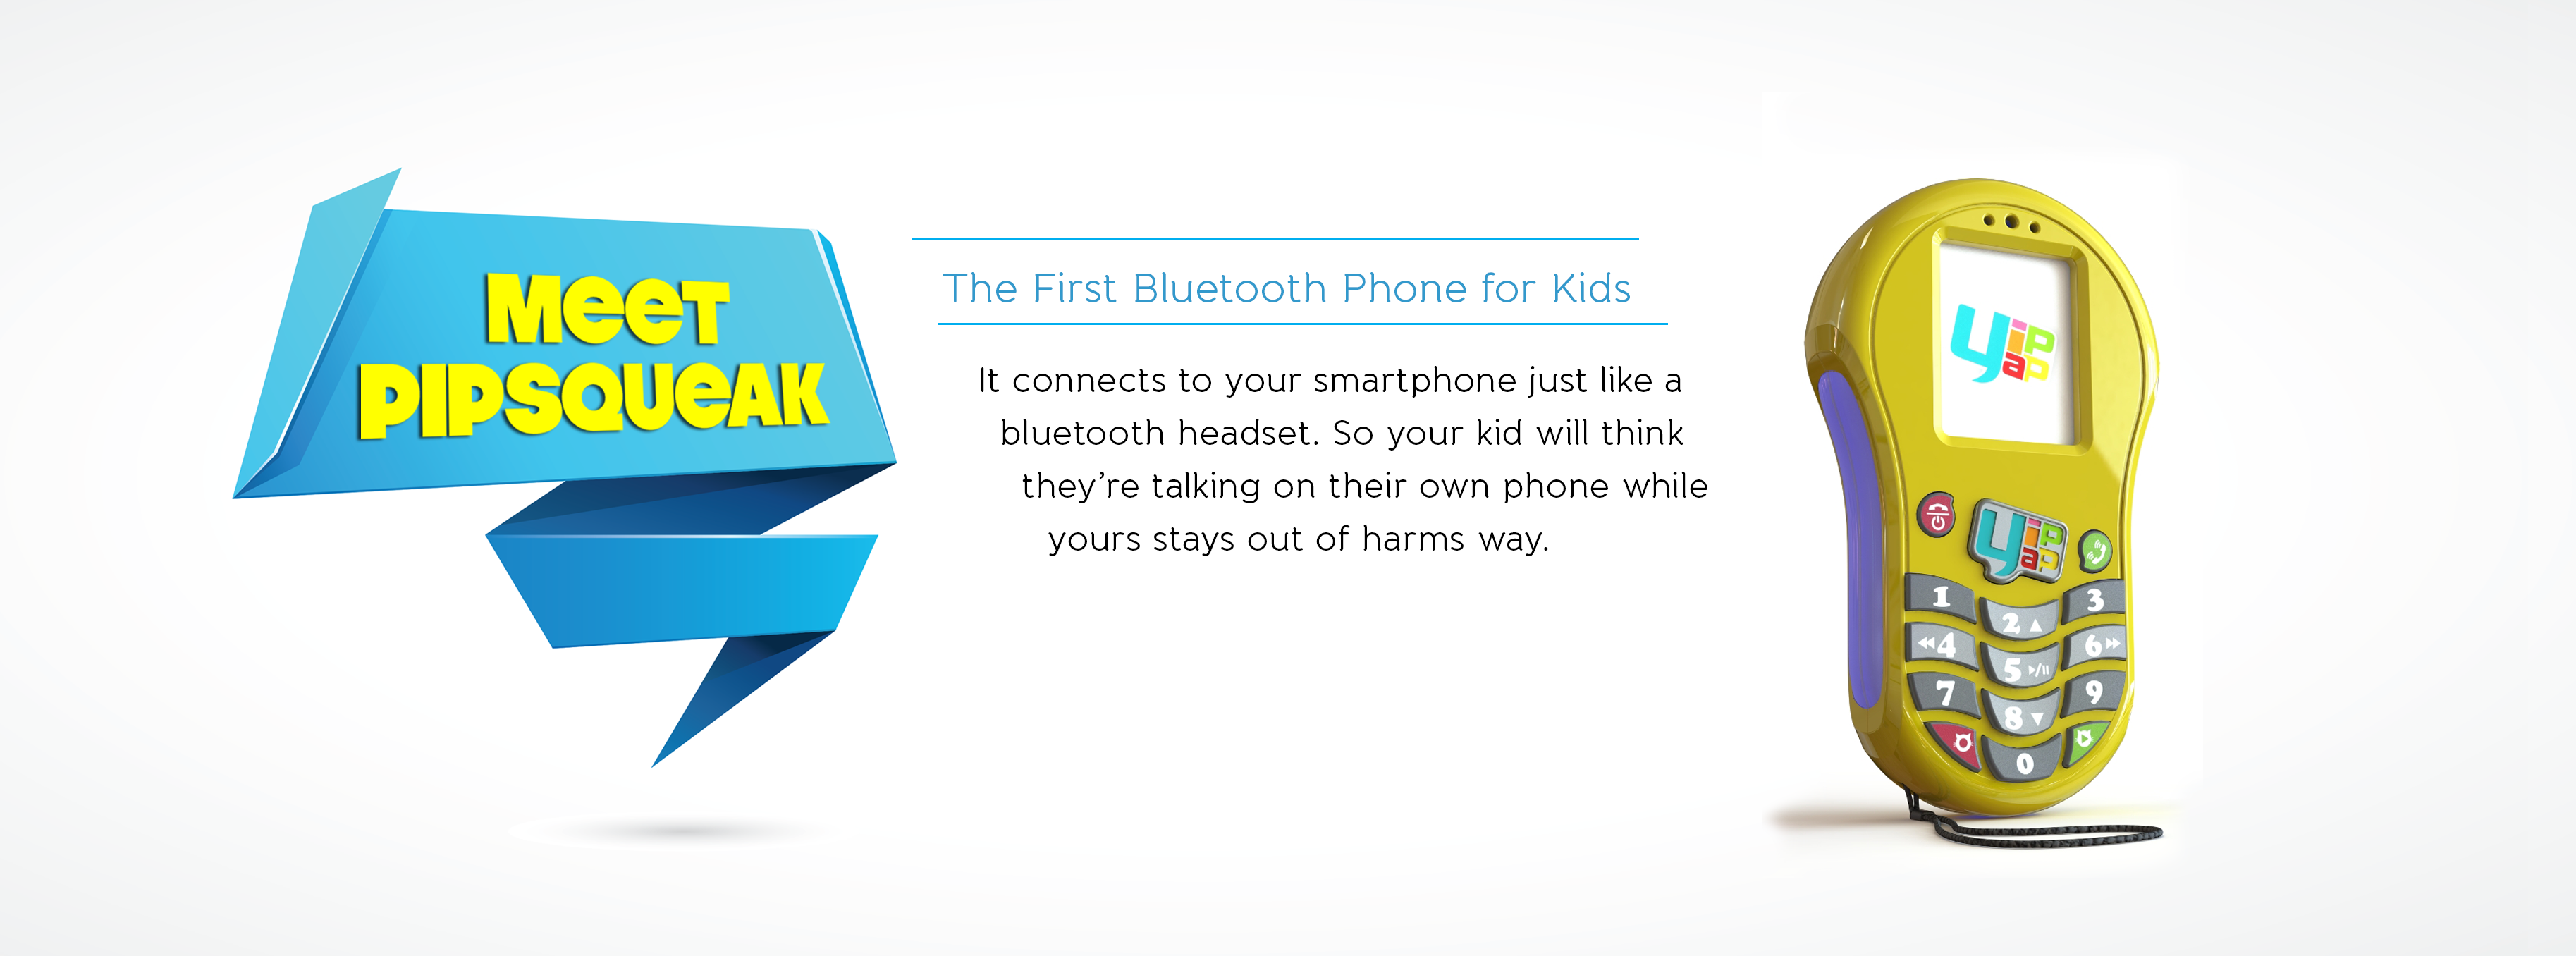 MEET
PIPSQUEAK
The First Bluetooth Phone for Kids
It connects to your smartphone just like a
bluetooth headset. So your kid will think
they're talking on their own phone while
yours stays out of harms way.
yip
yap
yip
yap
1 2 3
4 5 6
7 8 9
0